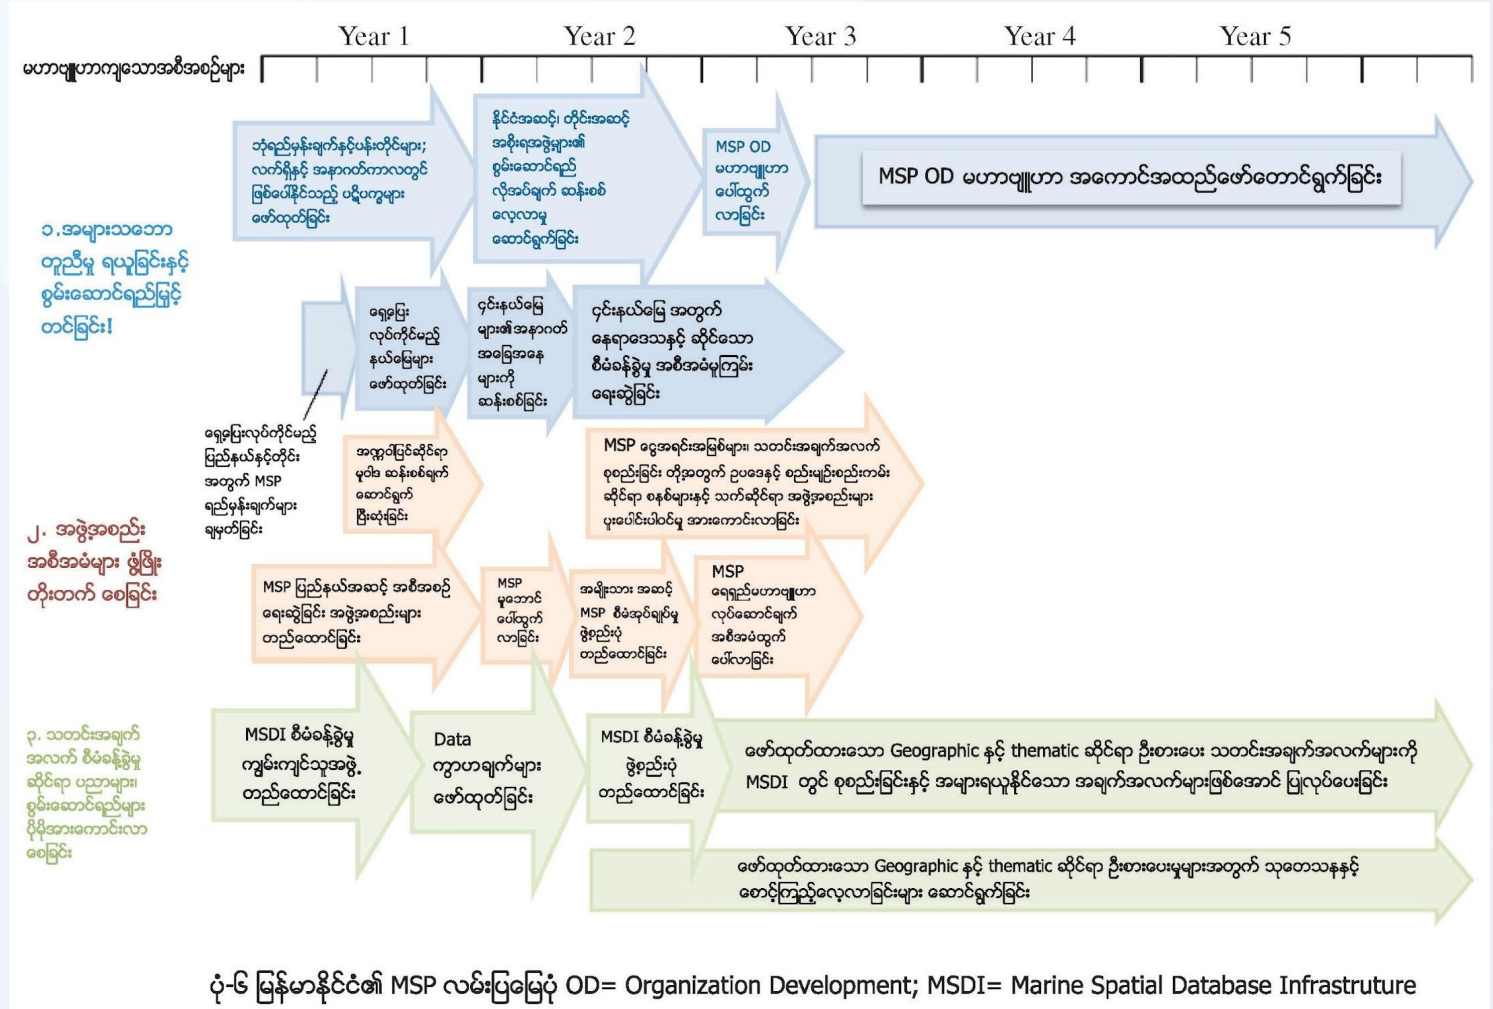 Year 1
Year 2
Year 3
Year 4
Year 5
မဟာဗျူဟာကျသောအစီအစဉ်များ
၁.အများသဘော
တူညီမှု ရယူခြင်းနှင့်
စွမ်းဆောင်ရည်မြှင့်
တင်ခြင်း!
ဘုံရည်မှန်းချက်နှင့်ပန်းတိုင်များ;
လက်ရှိနှင့် အနာဂတ်ကာလတွင်
ဖြစ်ပေါ်နိုင်သည့် ပဋိပက္ခများ
ဖော်ထုတ်ခြင်း
နိုင်ငံအဆင့်၊ တိုင်းအဆင့်
အစိုးရအဖွဲ့များ၏
စွမ်းဆောင်ရည်
လိုအပ်ချက် ဆန်းစစ်
လေ့လာမှု
ဆောင်ရွက်ခြင်း
MSP OD
မဟာဗျူဟာ
ပေါ်ထွက်
လာခြင်း
MSP OD မဟာဗျူဟာ အကောင်အထည်ဖော်တောင်ရွက်ခြင်း
ရှေ့ပြေး
လုပ်ကိုင်မည့်
နယ်မြေများ
ဖော်ထုတ်ခြင်း
၄င်းနယ်မြေ
များ၏အနာဂတ်
အခြေအနေ
များကို
ဆန်းစစ်ခြင်း
၄င်းနယ်မြေ အတွက်
နေရာဒေသနှင့် ဆိုင်သော
စီမံခန့်ခွဲမှု အစီအမံမူကြမ်း
ရေးဆွဲခြင်း
ရှေ့ပြေးလုပ်ကိုင်မည့်
ပြည်နယ်နှင့်တိုင်း
အတွက် MSP
ရည်မှန်းချက်များ
ချမှတ်ခြင်း
၂. အဖွဲ့အစည်း
အစီအမံများ ဖွံ့ဖြိုး
တိုးတက် စေခြင်း
အဏ္ဏဝါပြင်ဆိုင်ရာ
မူဝါဒ ဆန်းစစ်ချက်
ဆောင်ရွက်
ပြီးဆုံးခြင်း
MSP ငွေအရင်းအမြစ်များ၊ သတင်းအချက်အလက်
စုစည်းခြင်း တို့အတွက် ဥပဒေနှင့် စည်းမျဉ်းစည်းကမ်း
ဆိုင်ရာ စနစ်များနှင့် သက်ဆိုင်ရာ အဖွဲ့အစည်းများ
ပူးပေါင်းပါဝင်မှု အားကောင်းလာခြင်း
MSP ပြည်နယ်အဆင့် အစီအစဉ်
ရေးဆွဲခြင်း အဖွဲ့အစည်းများ
တည်ထောင်ခြင်း
MSP
မူဘောင်
ပေါ်ထွက်
လာခြင်း
အမျိုးသား အဆင့်
MSP စီမံအုပ်ချုပ်မှု
ဖွဲ့စည်းပုံ
တည်ထောင်ခြင်း
MSP
ရေရှည်မဟာဗျူဟာ
လုပ်ဆောင်ချက်
အစီအမံထွက်
ပေါ်လာခြင်း
၃. သတင်းအချက်
အလက် စီမံခန့်ခွဲမှု
ဆိုင်ရာ ပညာများ၊
စွမ်းဆောင်ရည်များ
ပိုမိုအားကောင်းလာ
စေခြင်း
MSDI စီမံခန့်ခွဲမှု
ကျွမ်းကျင်သူအဖွဲ့
တည်ထောင်ခြင်း
Data
ကွာဟချက်များ
ဖော်ထုတ်ခြင်း
MSDI စီမံခန့်ခွဲမှု
ဖွဲ့စည်းပုံ
တည်ထောင်ခြင်း
ဖော်ထုတ်ထားသော Geographic နှင့် thematic ဆိုင်ရာ ဦးစားပေး သတင်းအချက်အလက်များကို
MSDI တွင် စုစည်းခြင်းနှင့် အများရယူနိုင်သော အချက်အလက်များဖြစ်အောင် ပြုလုပ်ပေးခြင်း
ဖော်ထုတ်ထားသော Geographic နှင့် thematic ဆိုင်ရာ ဦးစားပေးမှုများအတွက် သုတေသနနှင့်
စောင့်ကြည့်လေ့လာခြင်းများ ဆောင်ရွက်ခြင်း
ပုံ-၆ မြန်မာနိုင်ငံ၏ MSP လမ်းပြမြေပုံ OD= Organization Development; MSDI= Marine Spatial Database Infrastruture